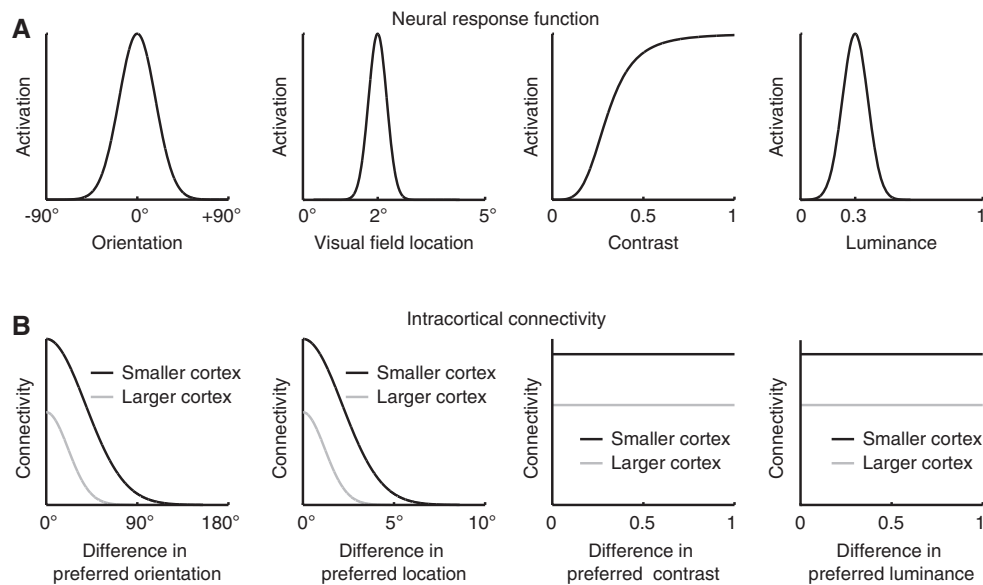 A
Neural response function
Activation
-90° 0° +90°
Orientation
Activation
0° 2° 5°
Visual field location
Activation
0 0.5 1
Contrast
Activation
0 0.3 1
Luminance
B
Intracortical connectivity
Connectivity
Smaller cortex
Larger cortex
0° 90° 180°
Difference in
preferred orientation
Connectivity
Smaller cortex
Larger cortex
0° 5° 10°
Difference in
preferred location
Connectivity
Smaller cortex
Larger cortex
0 0.5 1
Difference in
preferred contrast
Connectivity
Smaller cortex
Larger cortex
0 0.5 1
Difference in
preferred luminance